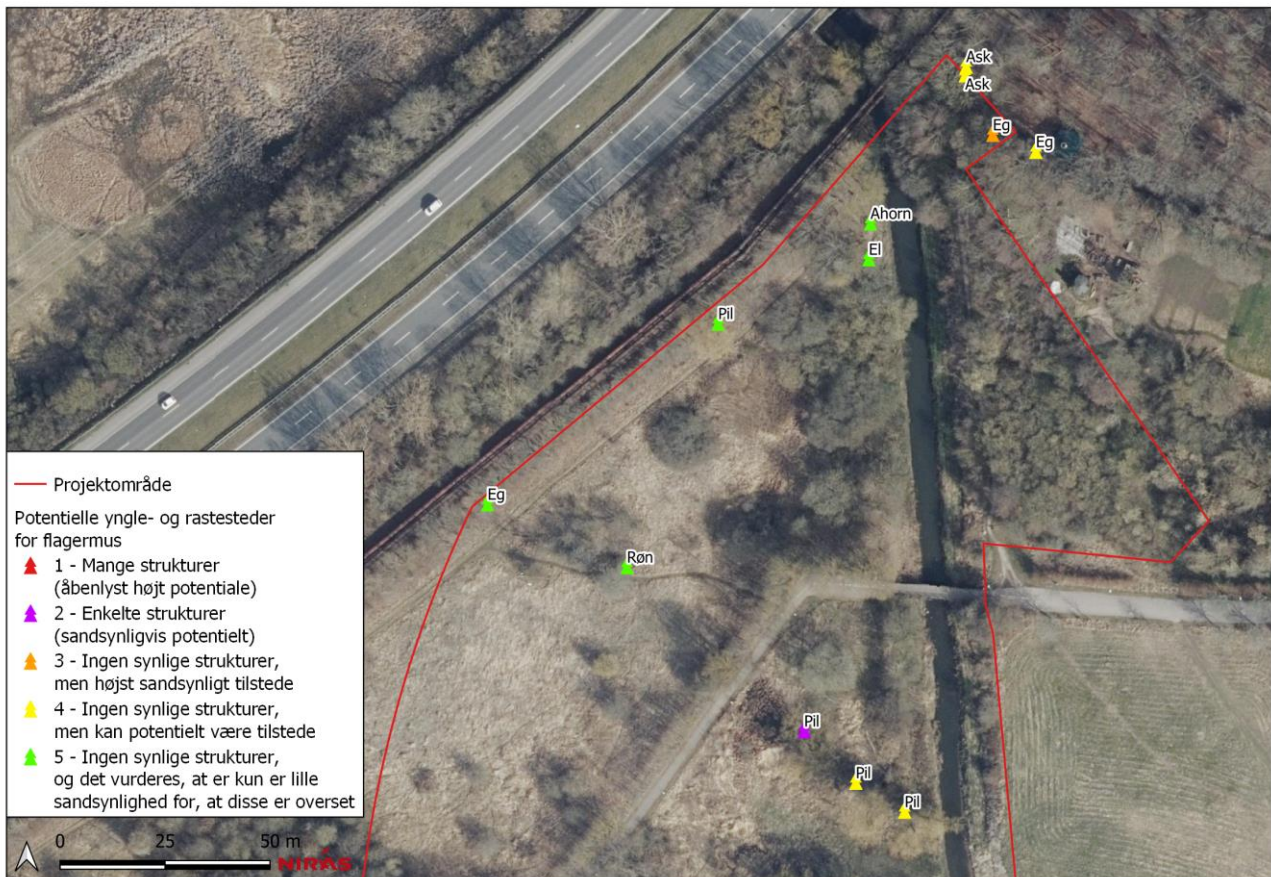 Ask
Ask
Eg
Eg
Ahorn
El
Pil
Eg
Røn
Pil
Pil
Pil
Projektområde
Potentielle yngle- og rastesteder
for flagermus
1 - Mange strukturer
(åbenlyst højt potentiale)
2 - Enkelte strukturer
(sandsynligvis potentielt)
3 - Ingen synlige strukturer,
men højst sandsynligt tilstede
4 - Ingen synlige strukturer,
men kan potentielt være tilstede
5 - Ingen synlige strukturer,
og det vurderes, at er kun er lille
sandsynlighed for, at disse er overset
0 25 50 m
NIRÁS